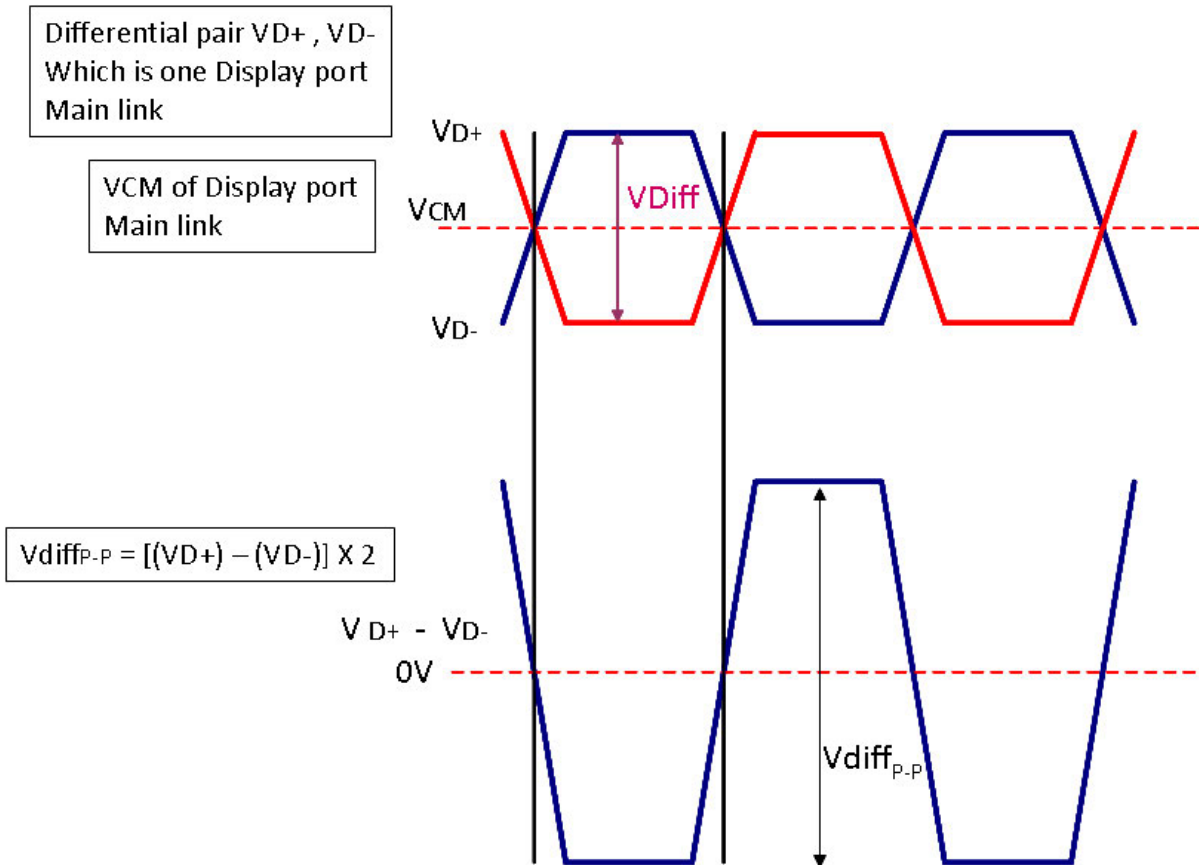 Differential pair VD+ , VD-
Which is one Display port
Main link
VCM of Display port
Main link
VD+
VDiff
VCM
VD-
VdiffP-P = [(VD+) – (VD-)] X 2
V D+ - VD-
0V
VdiffP-P